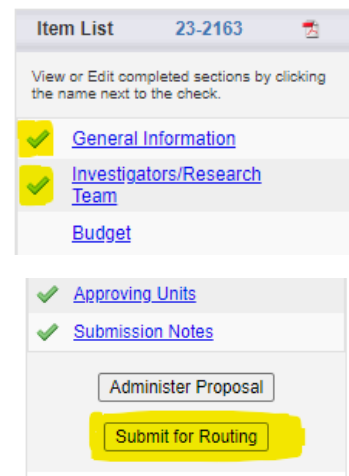 Item List 23-2163
View or Edit completed sections by clicking
the name next to the check.
General Information
Investigators/Research
Team
Budget
Approving Units
Submission Notes
Administer Proposal
Submit for Routing